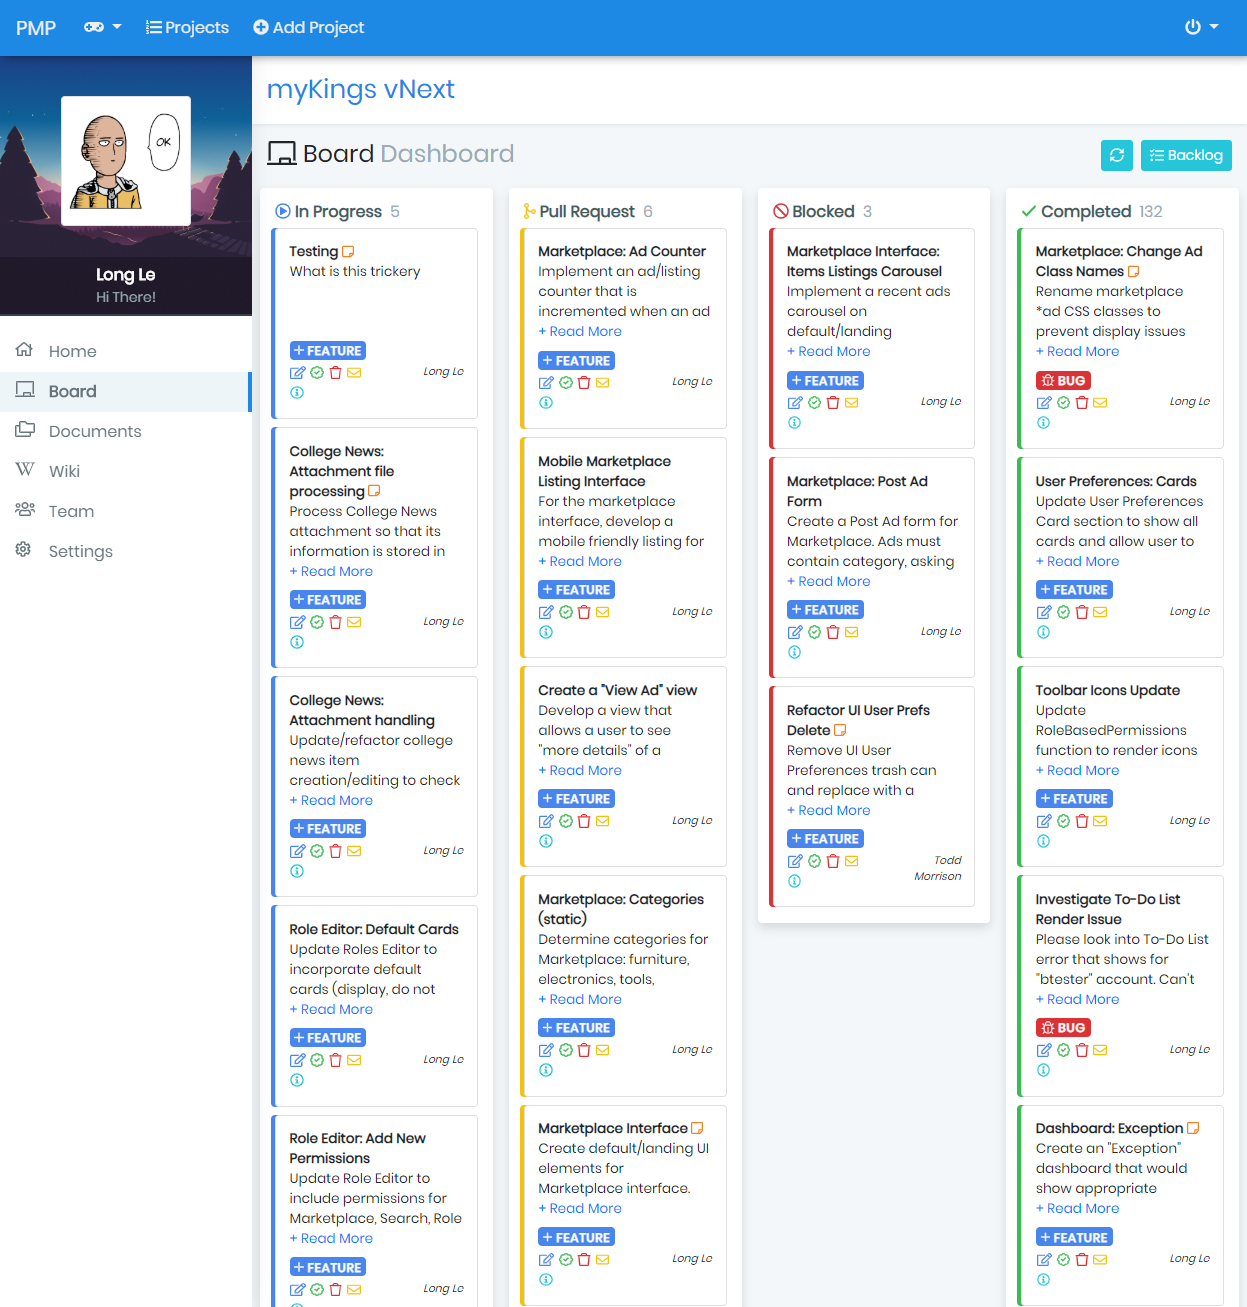 PMP
Projects
Add Project
OK
Long Le
Hi There!
Home
Board
Documents
Wiki
Team
Settings
myKings vNext
Board Dashboard
Backlog
In Progress 5
Testing
What is this trickery
+ FEATURE
Long Le
College News:
Attachment file
processing
Process College News
attachment so that its
information is stored in
+ Read More
+ FEATURE
Long Le
College News:
Attachment handling
Update/refactor college
news item
creation/editing to check
+ Read More
+ FEATURE
Long Le
Role Editor: Default Cards
Update Roles Editor to
incorporate default
cards (display, do not
+ Read More
+ FEATURE
Long Le
Role Editor: Add New
Permissions
Update Role Editor to
include permissions for
Marketplace, Search, Role
+ Read More
+ FEATURE
Long Le
Pull Request 6
Marketplace: Ad Counter
Implement an ad/listing
counter that is
incremented when an ad
+ Read More
+ FEATURE
Long Le
Mobile Marketplace
Listing Interface
For the marketplace
interface, develop a
mobile friendly listing for
+ Read More
+ FEATURE
Long Le
Create a "View Ad" view
Develop a view that
allows a user to see
"more details" of a
+ Read More
+ FEATURE
Long Le
Marketplace: Categories
(static)
Determine categories for
Marketplace: furniture,
electronics, tools,
+ Read More
+ FEATURE
Long Le
Marketplace Interface
Create default/landing UI
elements for
Marketplace interface.
+ Read More
+ FEATURE
Long Le
Blocked 3
Marketplace Interface:
Items Listings Carousel
Implement a recent ads
carousel on
default/landing
+ Read More
+ FEATURE
Long Le
Marketplace: Post Ad
Form
Create a Post Ad form for
Marketplace. Ads must
contain category, asking
+ Read More
+ FEATURE
Long Le
Refactor UI User Prefs
Delete
Remove UI User
Preferences trash can
and replace with a
+ Read More
+ FEATURE
Todd
Morrison
Completed 132
Marketplace: Change Ad
Class Names
Rename marketplace
*ad CSS classes to
prevent display issues
+ Read More
BUG
Long Le
User Preferences: Cards
Update User Preferences
Card section to show all
cards and allow user to
+ Read More
+ FEATURE
Long Le
Toolbar Icons Update
Update
RoleBasedPermissions
function to render icons
+ Read More
+ FEATURE
Long Le
Investigate To-Do List
Render Issue
Please look into To-Do List
error that shows for
"btester" account. Can't
+ Read More
BUG
Long Le
Dashboard: Exception
Create an "Exception"
dashboard that would
show appropriate
+ Read More
+ FEATURE
Long Le